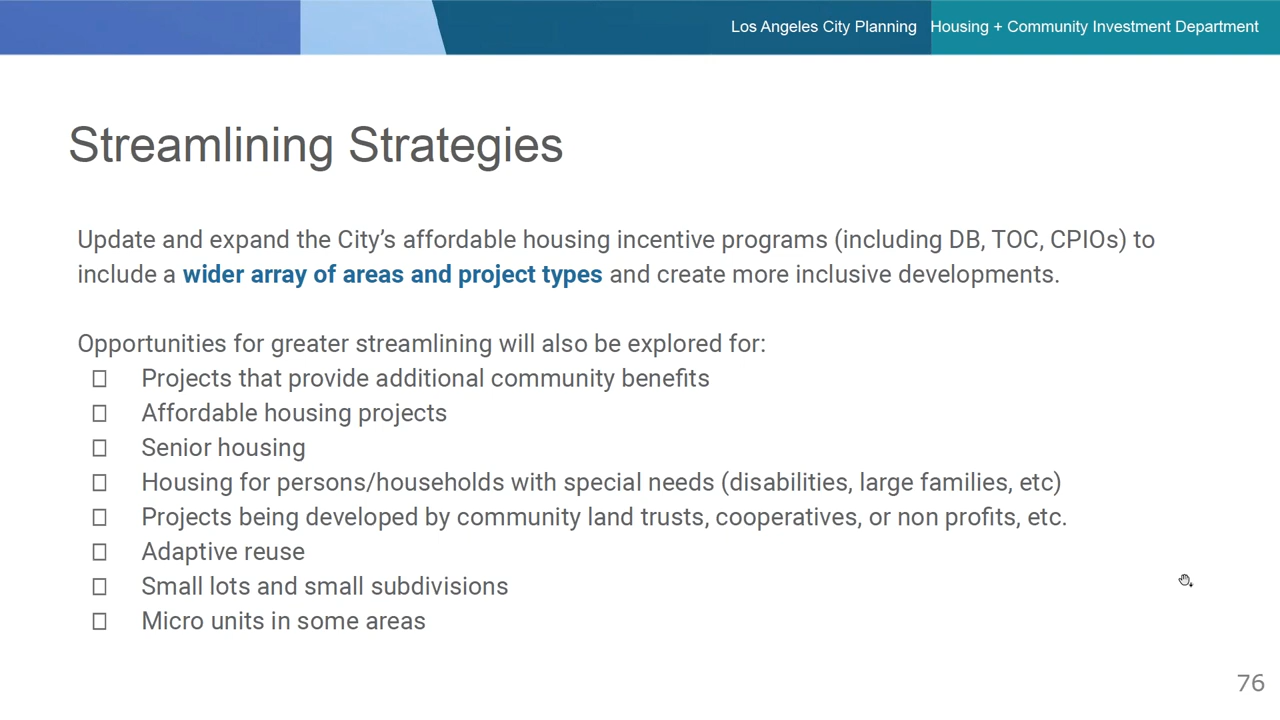 Los Angeles City Planning Housing + Community Investment Department
Streamlining Strategies
Update and expand the City’s affordable housing incentive programs (including DB, TOC, CPIOs) to
include a wider array of areas and project types and create more inclusive developments.
Opportunities for greater streamlining will also be explored for:
Projects that provide additional community benefits
Affordable housing projects
Senior housing
Housing for persons/households with special needs (disabilities, large families, etc)
Projects being developed by community land trusts, cooperatives, or non profits, etc.
Adaptive reuse
Small lots and small subdivisions
Micro units in some areas
76